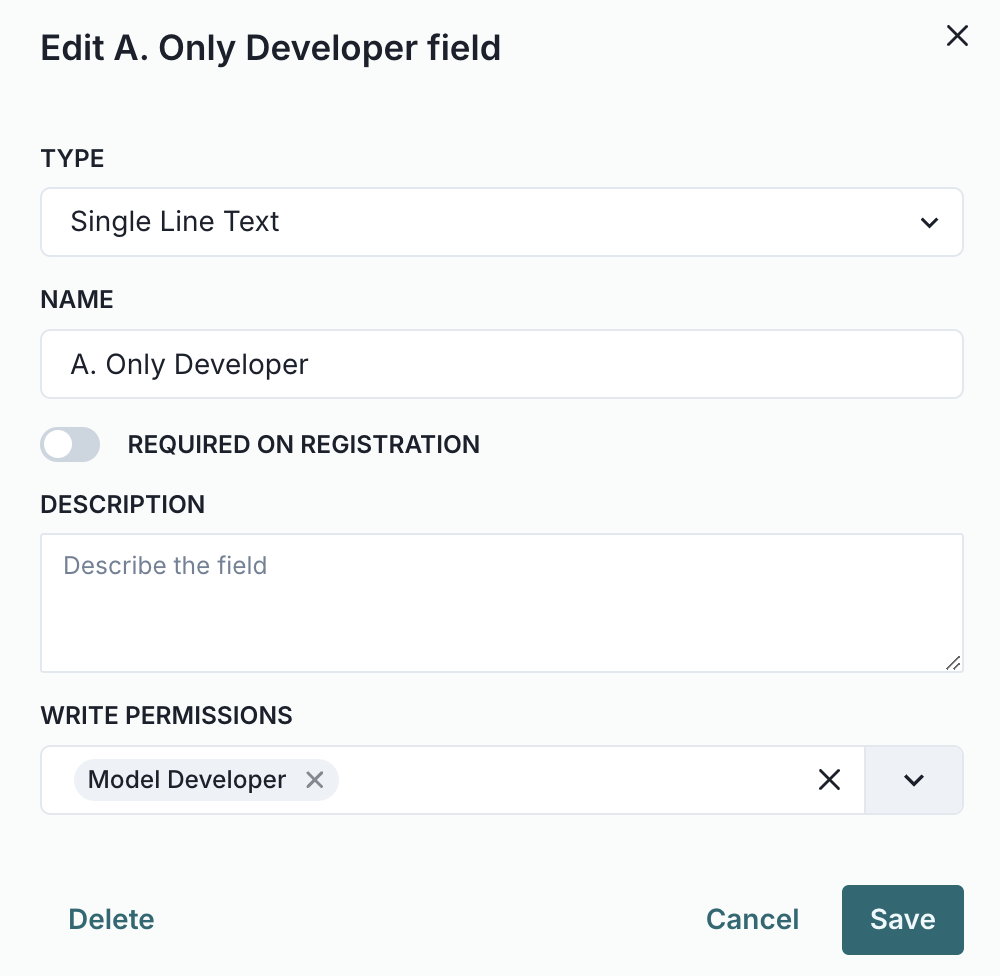 Edit A. Only Developer field
TYPE
Single Line Text
NAME
A. Only Developer
REQUIRED ON REGISTRATION
DESCRIPTION
Describe the field
WRITE PERMISSIONS
Model Developer
Delete
Cancel
Save